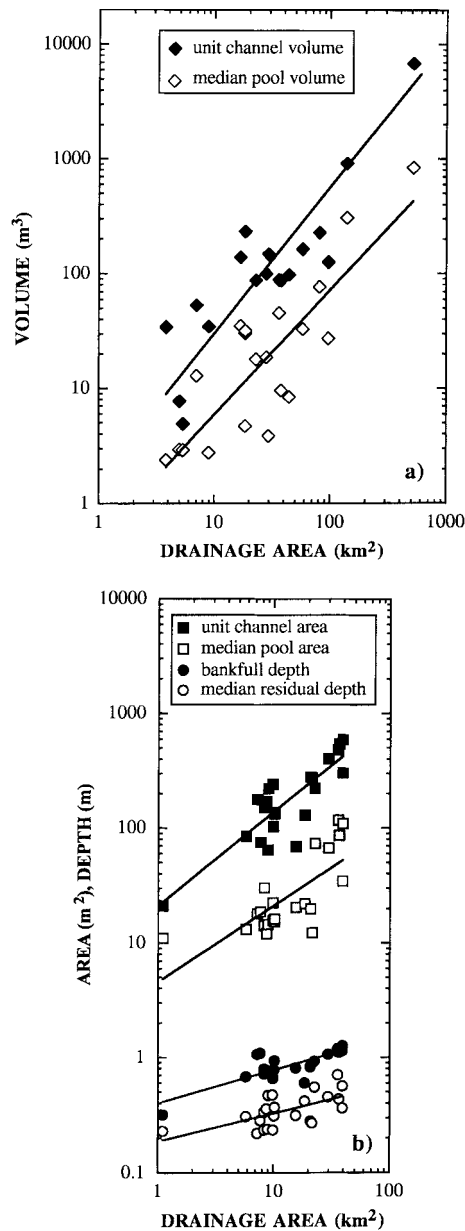 10000
unit channel volume
median pool volume
1000
100
10
1
VOLUME (m³)
a)
1 10 100 1000
DRAINAGE AREA (km²)
10000
unit channel area
median pool area
bankfull depth
median residual depth
1000
100
10
1
0.1
AREA (m²), DEPTH (m)
b)
1 10 100
DRAINAGE AREA (km²)